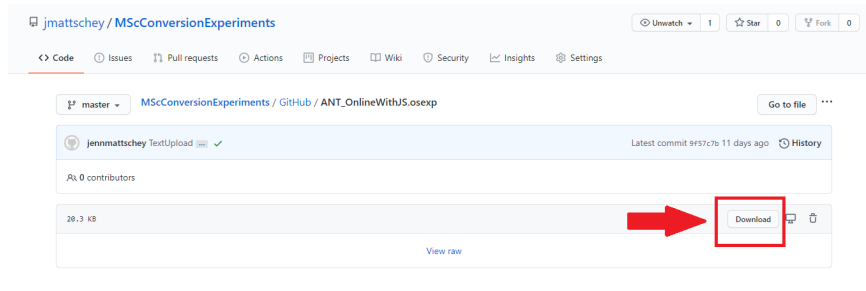 jmattschey / MScConversionExperiments
Unwatch 1 Star 0 Fork 0
Code Issues Pull requests Actions Projects Wiki Security Insights Settings
master MScConversionExperiments / GitHub / ANT_OnlineWithJS.osexp Go to file ...
jennmattschey TextUpload ... Latest commit 9f57c7b 11 days ago History
0 contributors
20.3 KB Download
View raw